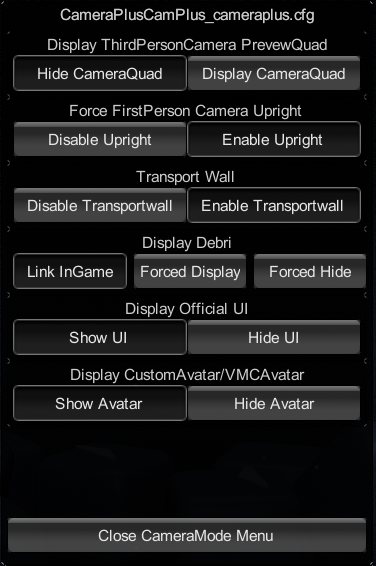 CameraPlusCamPlus_cameraplus.cfg
Display ThirdPersonCamera PrevewQuad
Hide CameraQuad Display CameraQuad
Force FirstPerson Camera Upright
Disable Upright Enable Upright
Transport Wall
Disable Transportwall Enable Transportwall
Display Debri
Link InGame Forced Display Forced Hide
Display Official UI
Show UI Hide UI
Display CustomAvatar/VMCAvatar
Show Avatar Hide Avatar
Close CameraMode Menu